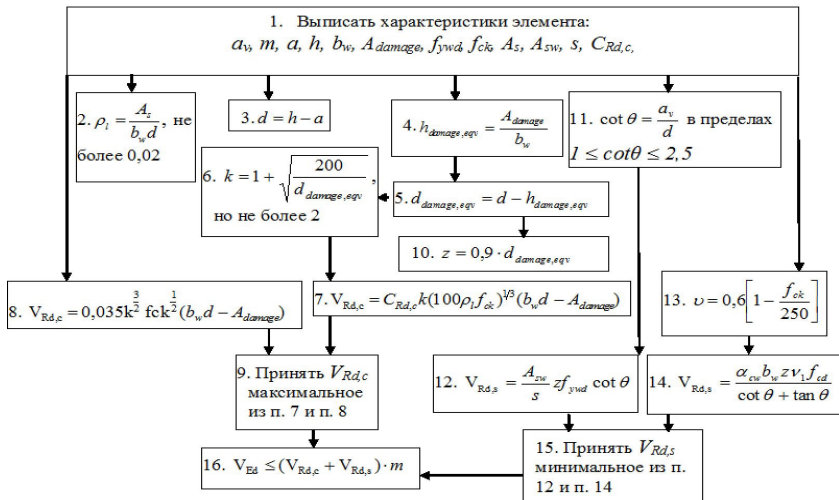 1. Выписать характеристики элемента:
a_v, m, a, h, b_w, A_damage, f_ywd, f_ck, A_s, A_sw, s, C_Rd,c,
2. ρ_l = A_s / (b_w d), не
более 0,02
3. d = h − a
4. h_damage,eqv = A_damage / b_w
11. cot θ = a_v / d в пределах
1 ≤ cotθ ≤ 2,5
6. k = 1 + √(200 / d_damage,eqv),
но не более 2
5. d_damage,eqv = d − h_damage,eqv
10. z = 0,9 · d_damage,eqv
8. V_Rd,c = 0,035k^(3/2) fck^(1/2) (b_w d − A_damage)
7. V_Rd,c = C_Rd,c k(100ρ_l f_ck)^1/3 (b_w d − A_damage)
13. υ = 0,6[1 − f_ck / 250]
9. Принять V_Rd,c
максимальное
из п. 7 и п. 8
12. V_Rd,s = A_sw / s z f_ywd cot θ
14. V_Rd,s = α_cw b_w z ν_1 f_cd / (cot θ + tan θ)
16. V_Ed ≤ (V_Rd,c + V_Rd,s) · m
15. Принять V_Rd,s
минимальное из п.
12 и п. 14